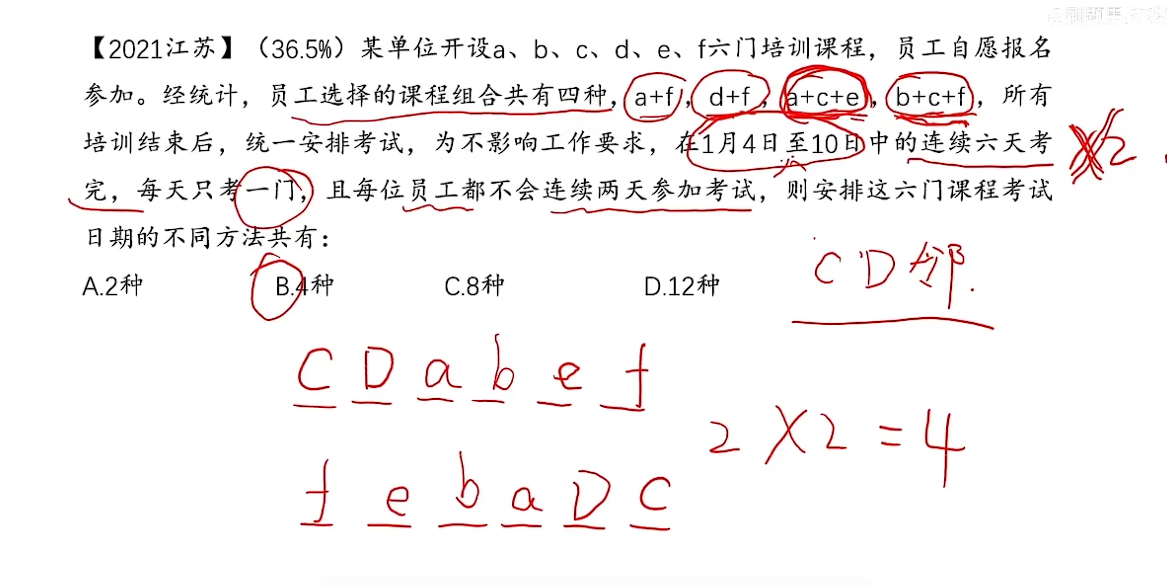 【2021江苏】（36.5%）某单位开设a、b、c、d、e、f六门培训课程，员工自愿报名
参加。经统计，员工选择的课程组合共有四种，a+f，d+f，a+c+e，b+c+f，所有
培训结束后，统一安排考试，为不影响工作要求，在1月4日至10日中的连续六天考
完，每天只考一门，且每位员工都不会连续两天参加考试，则安排这六门课程考试
日期的不同方法共有：
A.2种 B.4种 C.8种 D.12种
X2
CD邻.
C D a b e f
2X2=4
f e b a D C